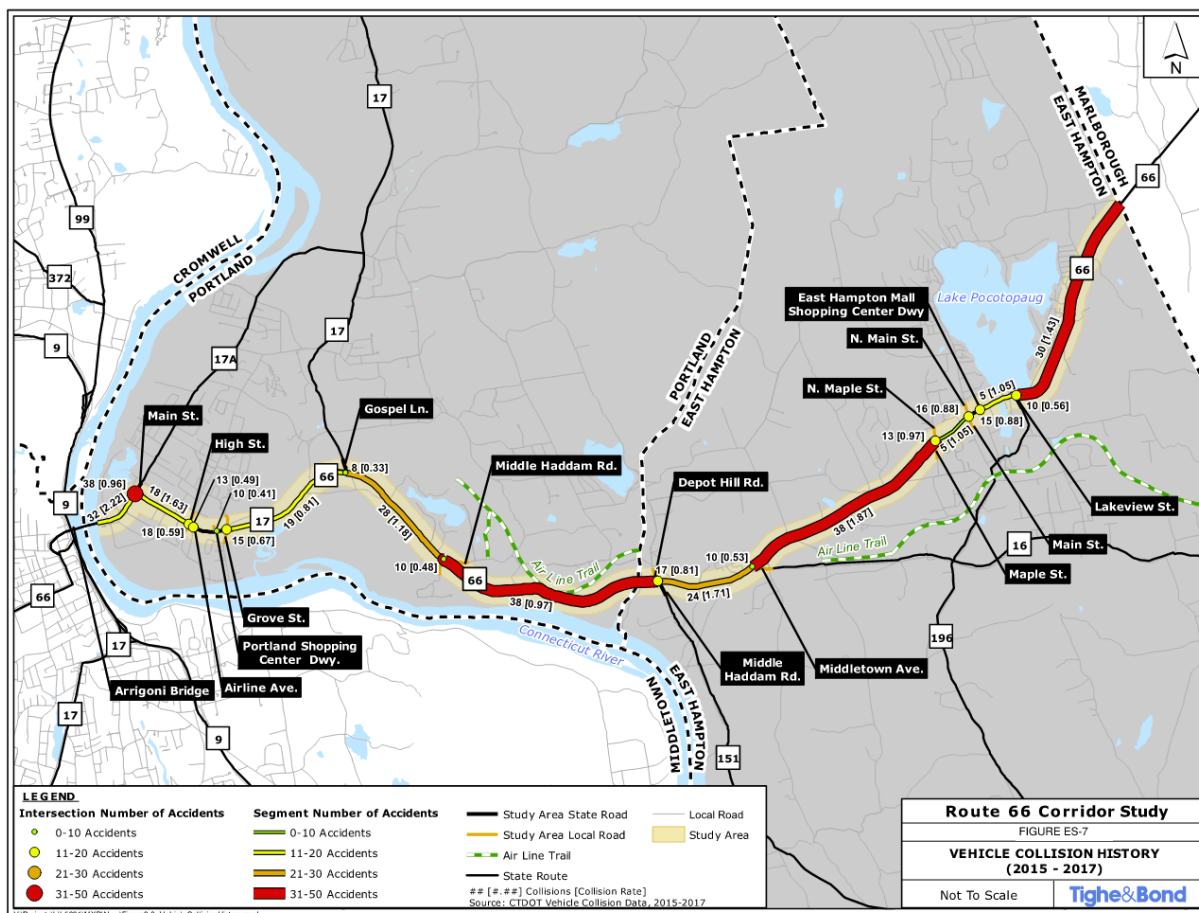 17
N
MARLBOROUGH
EAST HAMPTON
66
99
CROMWELL
PORTLAND
372
9
17
17A
66
Lake Pocotopaug
East Hampton Mall
Shopping Center Dwy
N. Main St.
30 [1.43]
PORTLAND
EAST HAMPTON
N. Maple St.
5 [1.05]
16 [0.88]
15 [0.88]
10 [0.56]
13 [0.97]
5 [1.05]
Gospel Ln.
Main St.
High St.
66
8 [0.33]
Middle Haddam Rd.
Depot Hill Rd.
38 [0.96]
13 [0.49]
10 [0.41]
18 [1.63]
32 [2.22]
9
17
19 [0.81]
28 [1.18]
18 [0.59]
15 [0.67]
38 [1.87]
Lakeview St.
Air Line Trail
16
Main St.
10 [0.48]
66
Air Line Trail
17 [0.81]
10 [0.53]
24 [1.71]
38 [0.97]
Maple St.
66
Grove St.
17
Portland Shopping
Center Dwy.
Connecticut River
196
Arrigoni Bridge
Airline Ave.
Middle
Haddam Rd.
Middletown Ave.
17
9
EAST HAMPTON
MIDDLETOWN
151
LEGEND
Intersection Number of Accidents
0-10 Accidents
11-20 Accidents
21-30 Accidents
31-50 Accidents
Segment Number of Accidents
0-10 Accidents
11-20 Accidents
21-30 Accidents
31-50 Accidents
Study Area State Road
Study Area Local Road
Air Line Trail
State Route
Local Road
Study Area
## [#.##] Collisions [Collision Rate]
Source: CTDOT Vehicle Collision Data, 2015-2017
Route 66 Corridor Study
FIGURE ES-7
VEHICLE COLLISION HISTORY
(2015 - 2017)
Not To Scale
Tighe&Bond